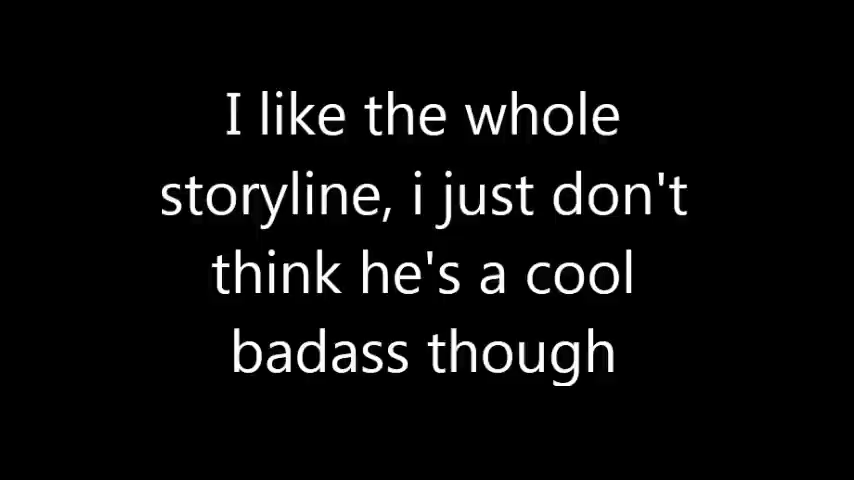 I like the whole
storyline, i just don't
think he's a cool
badass though